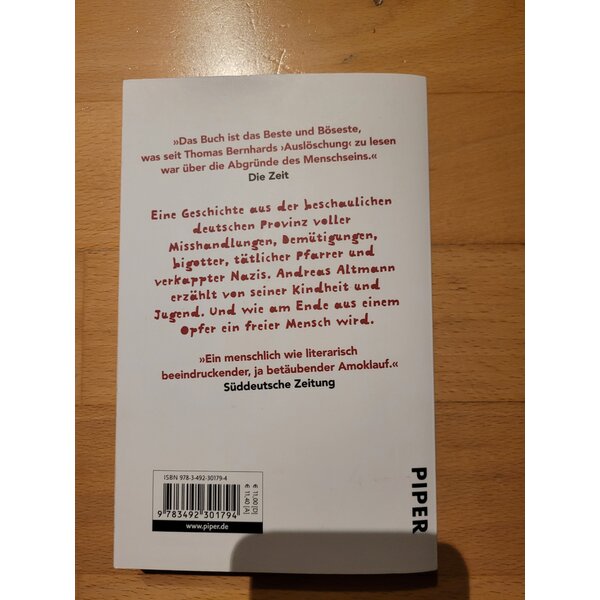 »Das Buch ist das Beste und Böseste,
was seit Thomas Bernhards ›Auslöschung‹ zu lesen
war über die Abgründe des Menschseins.«
Die Zeit
Eine Geschichte aus der beschaulichen
deutschen Provinz voller
Misshandlungen, Demütigungen,
bigotter, tätlicher Pfarrer und
verkappter Nazis. Andreas Altmann
erzählt von seiner Kindheit und
Jugend. Und wie am Ende aus einem
Opfer ein freier Mensch wird.
»Ein menschlich wie literarisch
beeindruckender, ja betäubender Amoklauf.«
Süddeutsche Zeitung
ISBN 978-3-492-30179-4
9 783492 301794
€ 11,00 [D]
€ 11,40 [A]
www.piper.de
PIPER